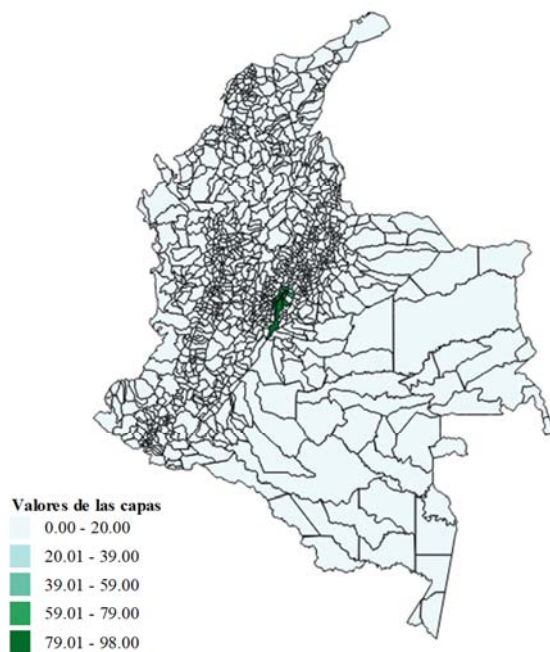 Valores de las capas
0.00 - 20.00
20.01 - 39.00
39.01 - 59.00
59.01 - 79.00
79.01 - 98.00